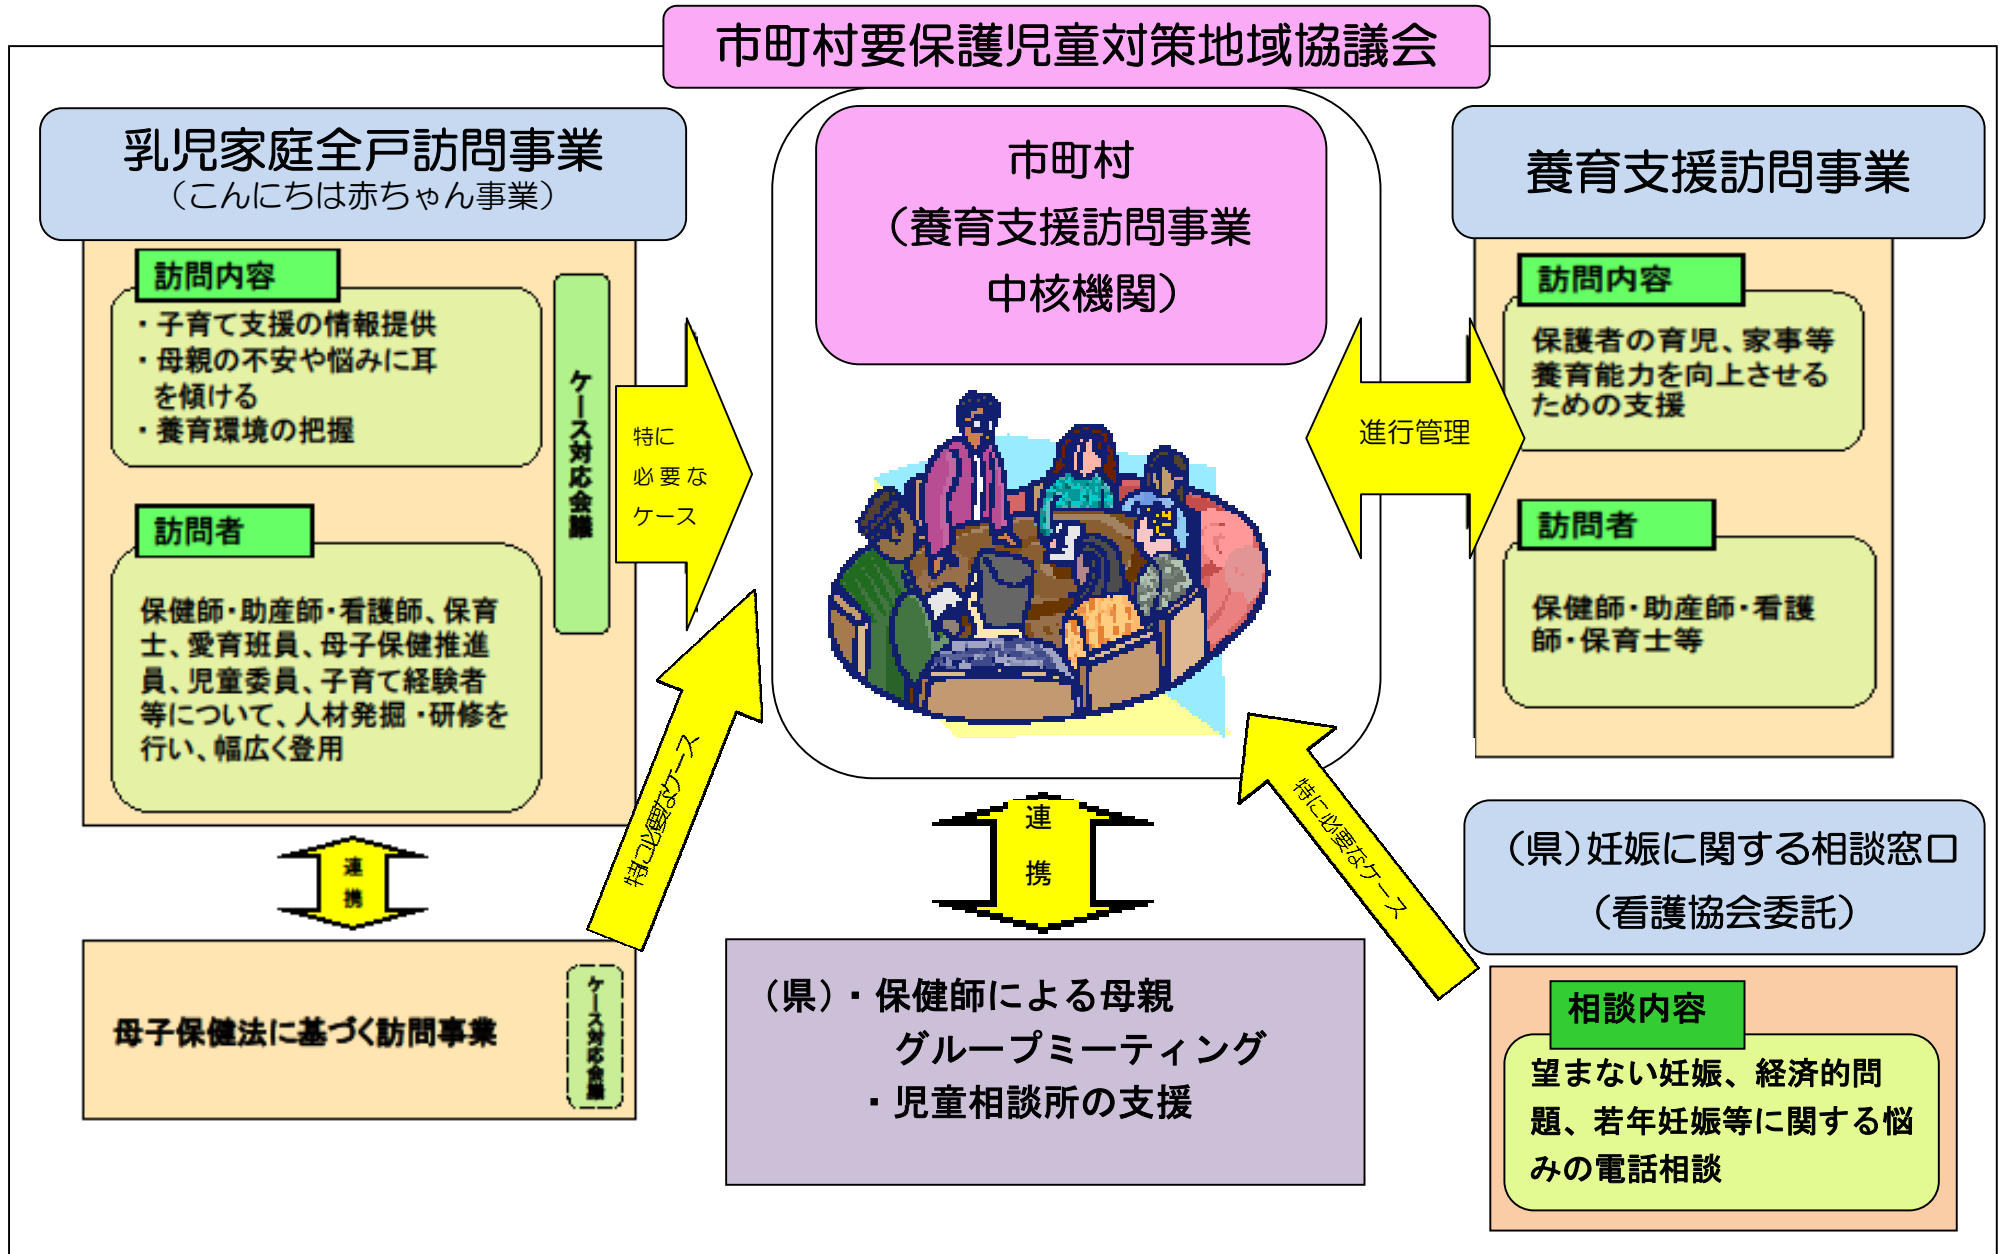 市町村要保護児童対策地域協議会
乳児家庭全戸訪問事業
（こんにちは赤ちゃん事業）
訪問内容
・子育て支援の情報提供
・母親の不安や悩みに耳
を傾ける
・養育環境の把握
訪問者
保健師・助産師・看護師、保育
士、愛育班員、母子保健推進
員、児童委員、子育て経験者
等について、人材発掘・研修を
行い、幅広く登用
ケース対応会議
特に
必要な
ケース
連
携
母子保健法に基づく訪問事業
ケース対応会議
特に必要なケース
市町村
（養育支援訪問事業
中核機関）
連
携
（県）・保健師による母親
グループミーティング
・児童相談所の支援
進行管理
養育支援訪問事業
訪問内容
保護者の育児、家事等
養育能力を向上させる
ための支援
訪問者
保健師・助産師・看護
師・保育士等
特に必要なケース
（県）妊娠に関する相談窓口
（看護協会委託）
相談内容
望まない妊娠、経済的問
題、若年妊娠等に関する悩
みの電話相談